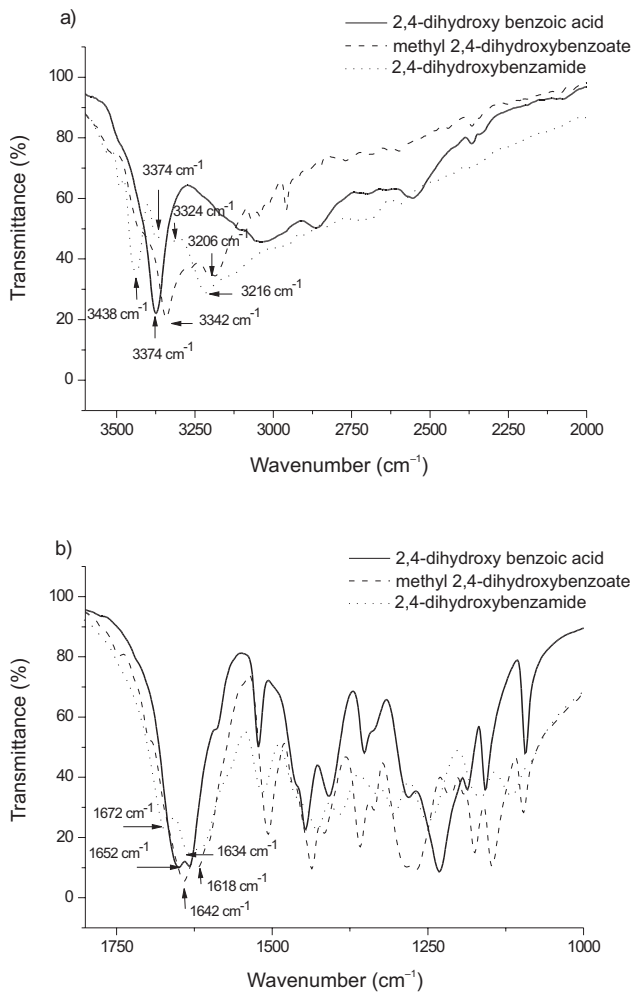 a)
2,4-dihydroxy benzoic acid
methyl 2,4-dihydroxybenzoate
2,4-dihydroxybenzamide
100
80
60
40
20
0
Transmittance (%)
3374 cm⁻¹
3324 cm⁻¹
3206 cm⁻¹
3216 cm⁻¹
3438 cm⁻¹
3342 cm⁻¹
3374 cm⁻¹
3500 3250 3000 2750 2500 2250 2000
Wavenumber (cm⁻¹)
b)
2,4-dihydroxy benzoic acid
methyl 2,4-dihydroxybenzoate
2,4-dihydroxybenzamide
100
80
60
40
20
0
Transmittance (%)
1672 cm⁻¹
1652 cm⁻¹
1634 cm⁻¹
1618 cm⁻¹
1642 cm⁻¹
1750 1500 1250 1000
Wavenumber (cm⁻¹)